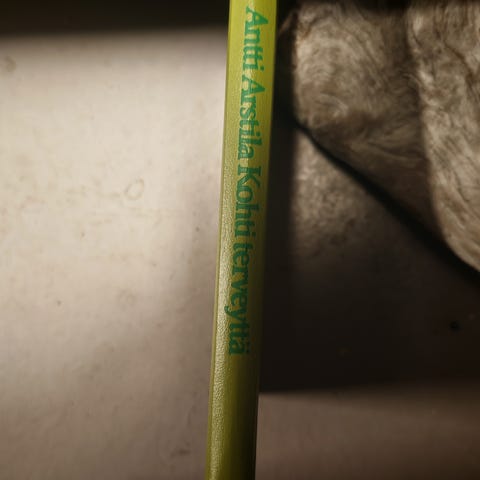 Antti Arstila Kohti terveyttä